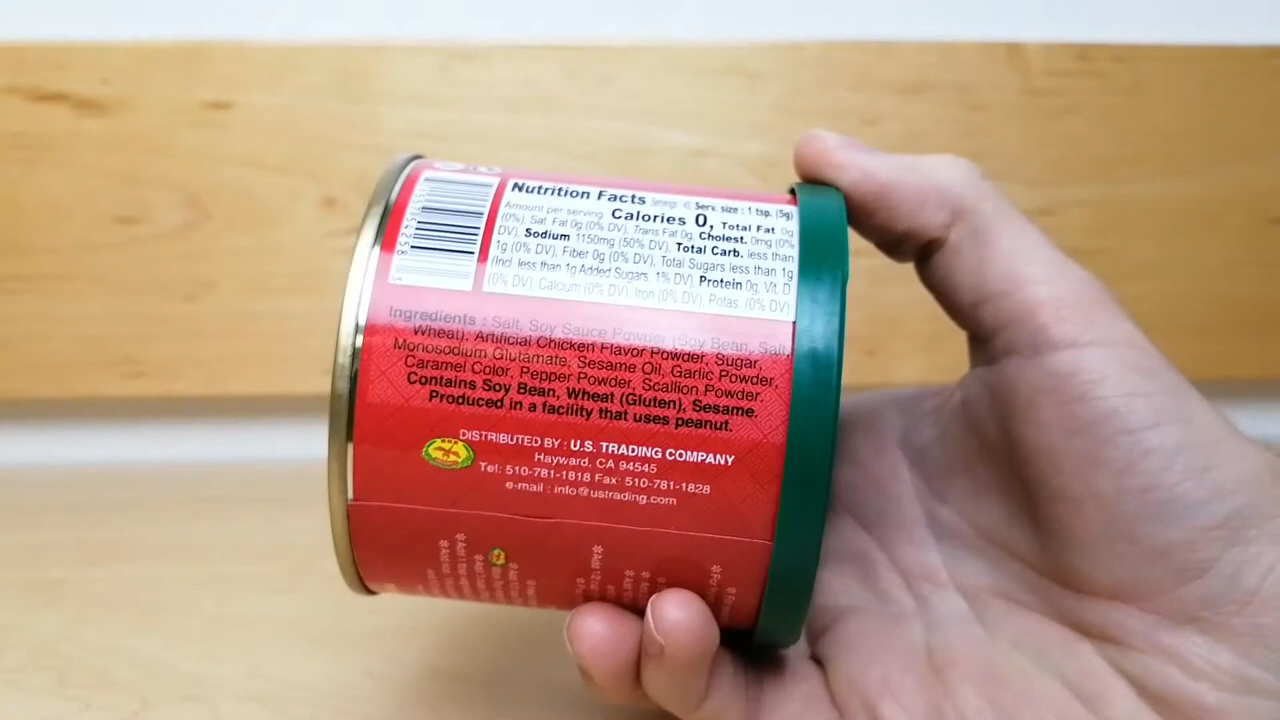 Nutrition Facts Serv. size : 1 tsp. (5g)
Amount per serving Calories 0, Total Fat 0g
(0%), Sat. Fat 0g (0% DV), Trans Fat 0g, Cholest. 0mg (0%
DV), Sodium 1150mg (50% DV), Total Carb. less than
1g (0% DV), Fiber 0g (0% DV), Total Sugars less than 1g
(Incl. less than 1g Added Sugars, 1% DV), Protein 0g, Vit. D
(0% DV), Calcium (0% DV), Iron (0% DV), Potas. (0% DV)
Ingredients : Salt, Soy Sauce Powder (Soy Bean, Salt,
Wheat), Artificial Chicken Flavor Powder, Sugar,
Monosodium Glutamate, Sesame Oil, Garlic Powder,
Caramel Color, Pepper Powder, Scallion Powder.
Contains Soy Bean, Wheat (Gluten), Sesame.
Produced in a facility that uses peanut.
DISTRIBUTED BY : U.S. TRADING COMPANY
Hayward, CA 94545
Tel: 510-781-1818 Fax: 510-781-1828
e-mail : info@ustrading.com